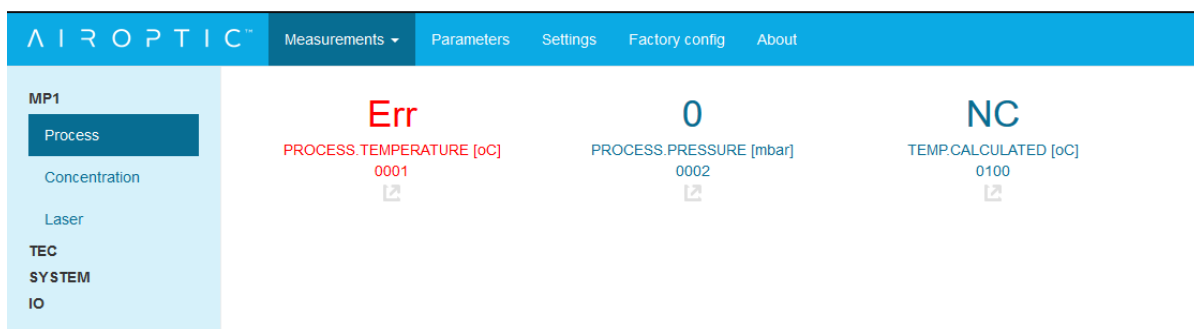 AIROPTIC™ Measurements Parameters Settings Factory config About
MP1
Process
Concentration
Laser
TEC
SYSTEM
IO
Err
PROCESS.TEMPERATURE [oC]
0001
0
PROCESS.PRESSURE [mbar]
0002
NC
TEMP.CALCULATED [oC]
0100